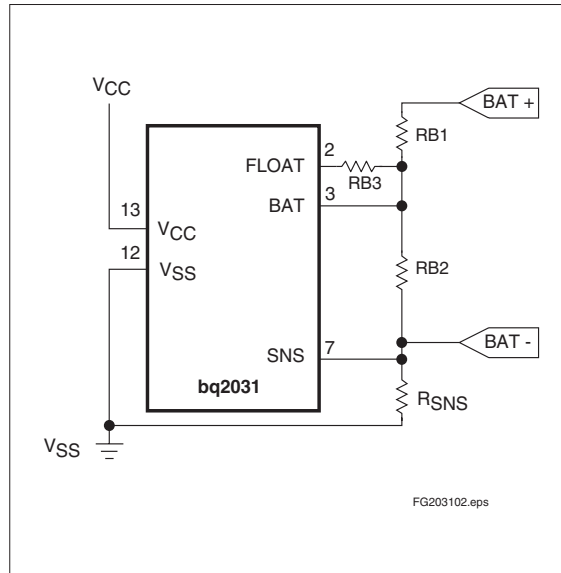 VCC
BAT +
RB1
2
FLOAT
RB3
BAT
3
13
VCC
12
VSS
RB2
BAT -
7
SNS
bq2031
RSNS
VSS
FG203102.eps